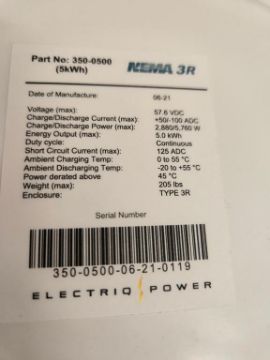 Part No: 350-0500
(5kWh)
NEMA 3R
Date of Manufacture: 06-21
Voltage (max): 57.6 VDC
Charge/Discharge Current (max): +50/-100 ADC
Charge/Discharge Power (max): 2,880/5,760 W
Energy Output (max): 5.0 kWh
Duty cycle: Continuous
Short Circuit Current (max): 125 ADC
Ambient Charging Temp: 0 to 55 °C
Ambient Discharging Temp: -20 to +55 °C
Power derated above 45 °C
Weight (max): 205 lbs
Enclosure: TYPE 3R
Serial Number
350-0500-06-21-0119
ELECTRIQ POWER